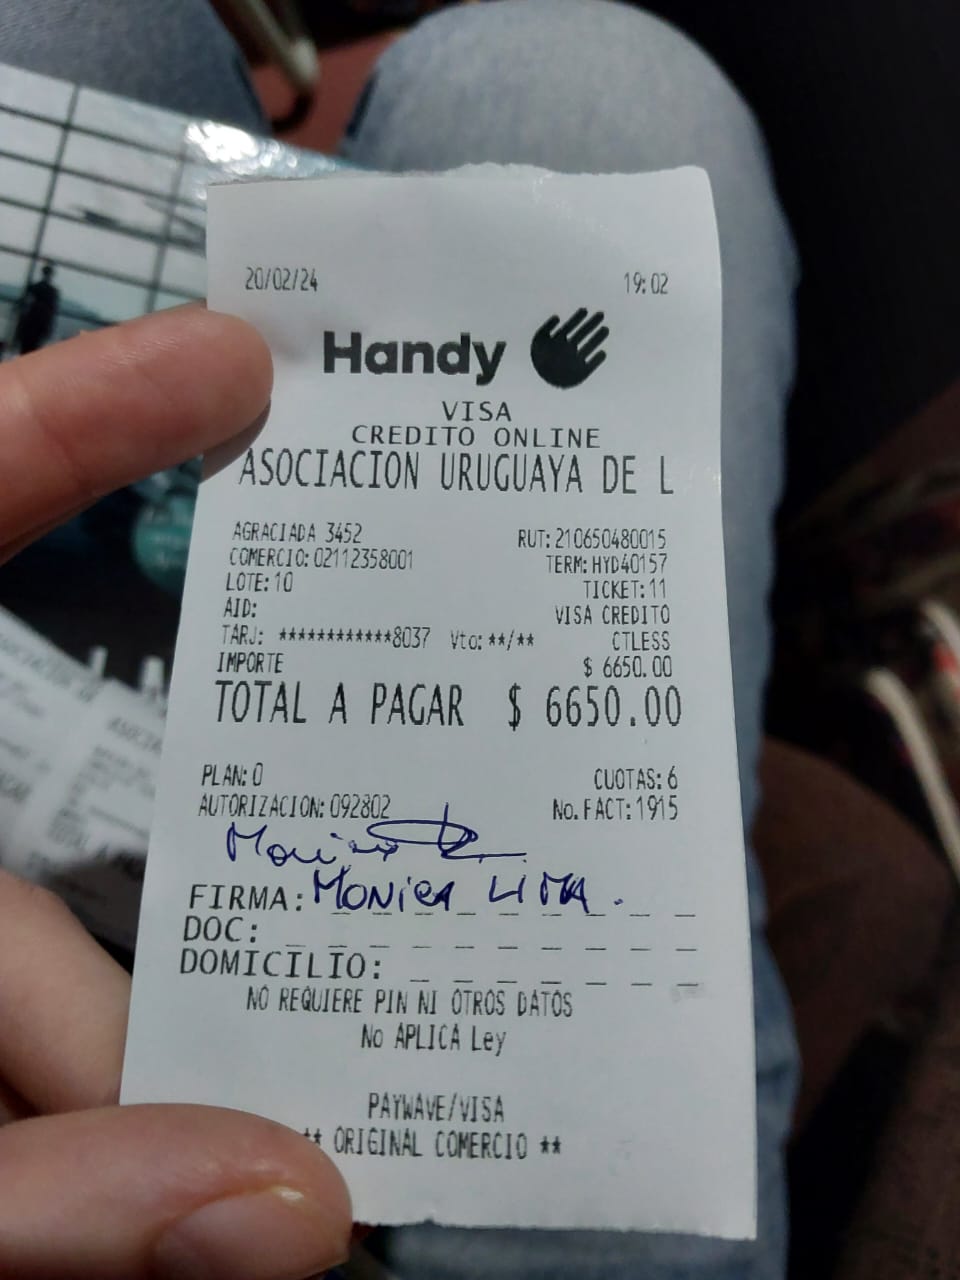 20/02/24 19:02
Handy
VISA
CREDITO ONLINE
ASOCIACION URUGUAYA DE L
AGRACIADA 3452 RUT: 210650480015
COMERCIO: 02112358001 TERM: HYD40157
LOTE: 10 TICKET: 11
AID: VISA CREDITO
TARJ: ************8037 Vto: **/** CTLESS
IMPORTE $ 6650.00
TOTAL A PAGAR $ 6650.00
PLAN: 0 CUOTAS: 6
AUTORIZACION: 092802 No. FACT: 1915
FIRMA: MONICA LIMA.
DOC:
DOMICILIO:
NO REQUIERE PIN NI OTROS DATOS
No APLICA Ley
PAYWAVE/VISA
** ORIGINAL COMERCIO **